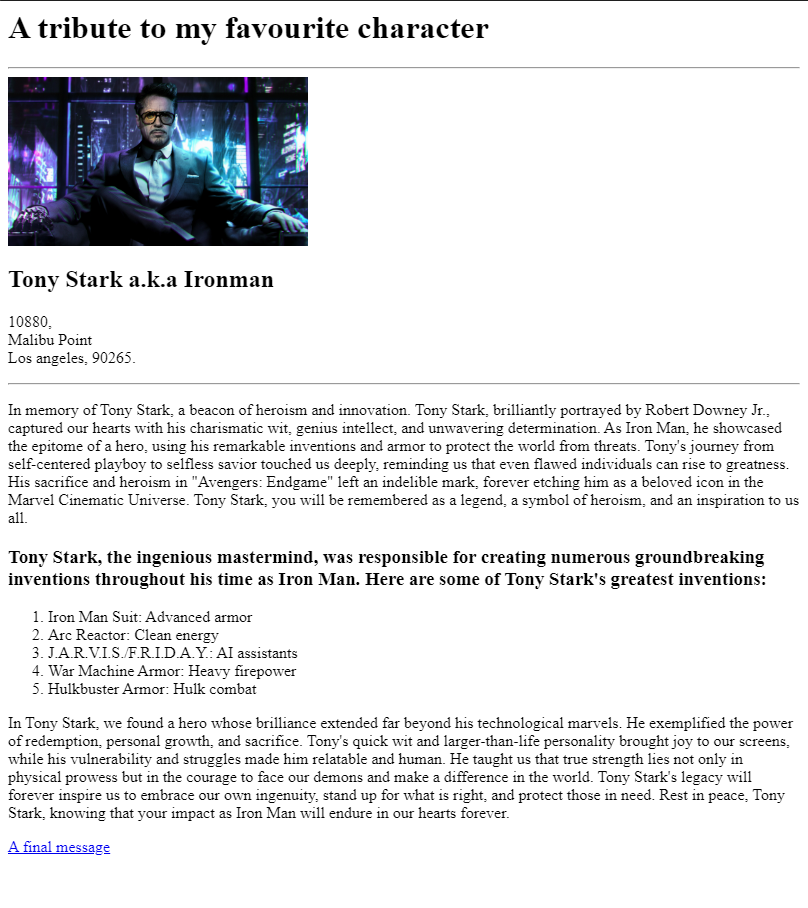 A tribute to my favourite character
Tony Stark a.k.a Ironman
10880,
Malibu Point
Los angeles, 90265.
In memory of Tony Stark, a beacon of heroism and innovation. Tony Stark, brilliantly portrayed by Robert Downey Jr.,
captured our hearts with his charismatic wit, genius intellect, and unwavering determination. As Iron Man, he showcased
the epitome of a hero, using his remarkable inventions and armor to protect the world from threats. Tony's journey from
self-centered playboy to selfless savior touched us deeply, reminding us that even flawed individuals can rise to greatness.
His sacrifice and heroism in "Avengers: Endgame" left an indelible mark, forever etching him as a beloved icon in the
Marvel Cinematic Universe. Tony Stark, you will be remembered as a legend, a symbol of heroism, and an inspiration to us
all.
Tony Stark, the ingenious mastermind, was responsible for creating numerous groundbreaking
inventions throughout his time as Iron Man. Here are some of Tony Stark's greatest inventions:
1. Iron Man Suit: Advanced armor
2. Arc Reactor: Clean energy
3. J.A.R.V.I.S./F.R.I.D.A.Y.: AI assistants
4. War Machine Armor: Heavy firepower
5. Hulkbuster Armor: Hulk combat
In Tony Stark, we found a hero whose brilliance extended far beyond his technological marvels. He exemplified the power
of redemption, personal growth, and sacrifice. Tony's quick wit and larger-than-life personality brought joy to our screens,
while his vulnerability and struggles made him relatable and human. He taught us that true strength lies not only in
physical prowess but in the courage to face our demons and make a difference in the world. Tony Stark's legacy will
forever inspire us to embrace our own ingenuity, stand up for what is right, and protect those in need. Rest in peace, Tony
Stark, knowing that your impact as Iron Man will endure in our hearts forever.
A final message